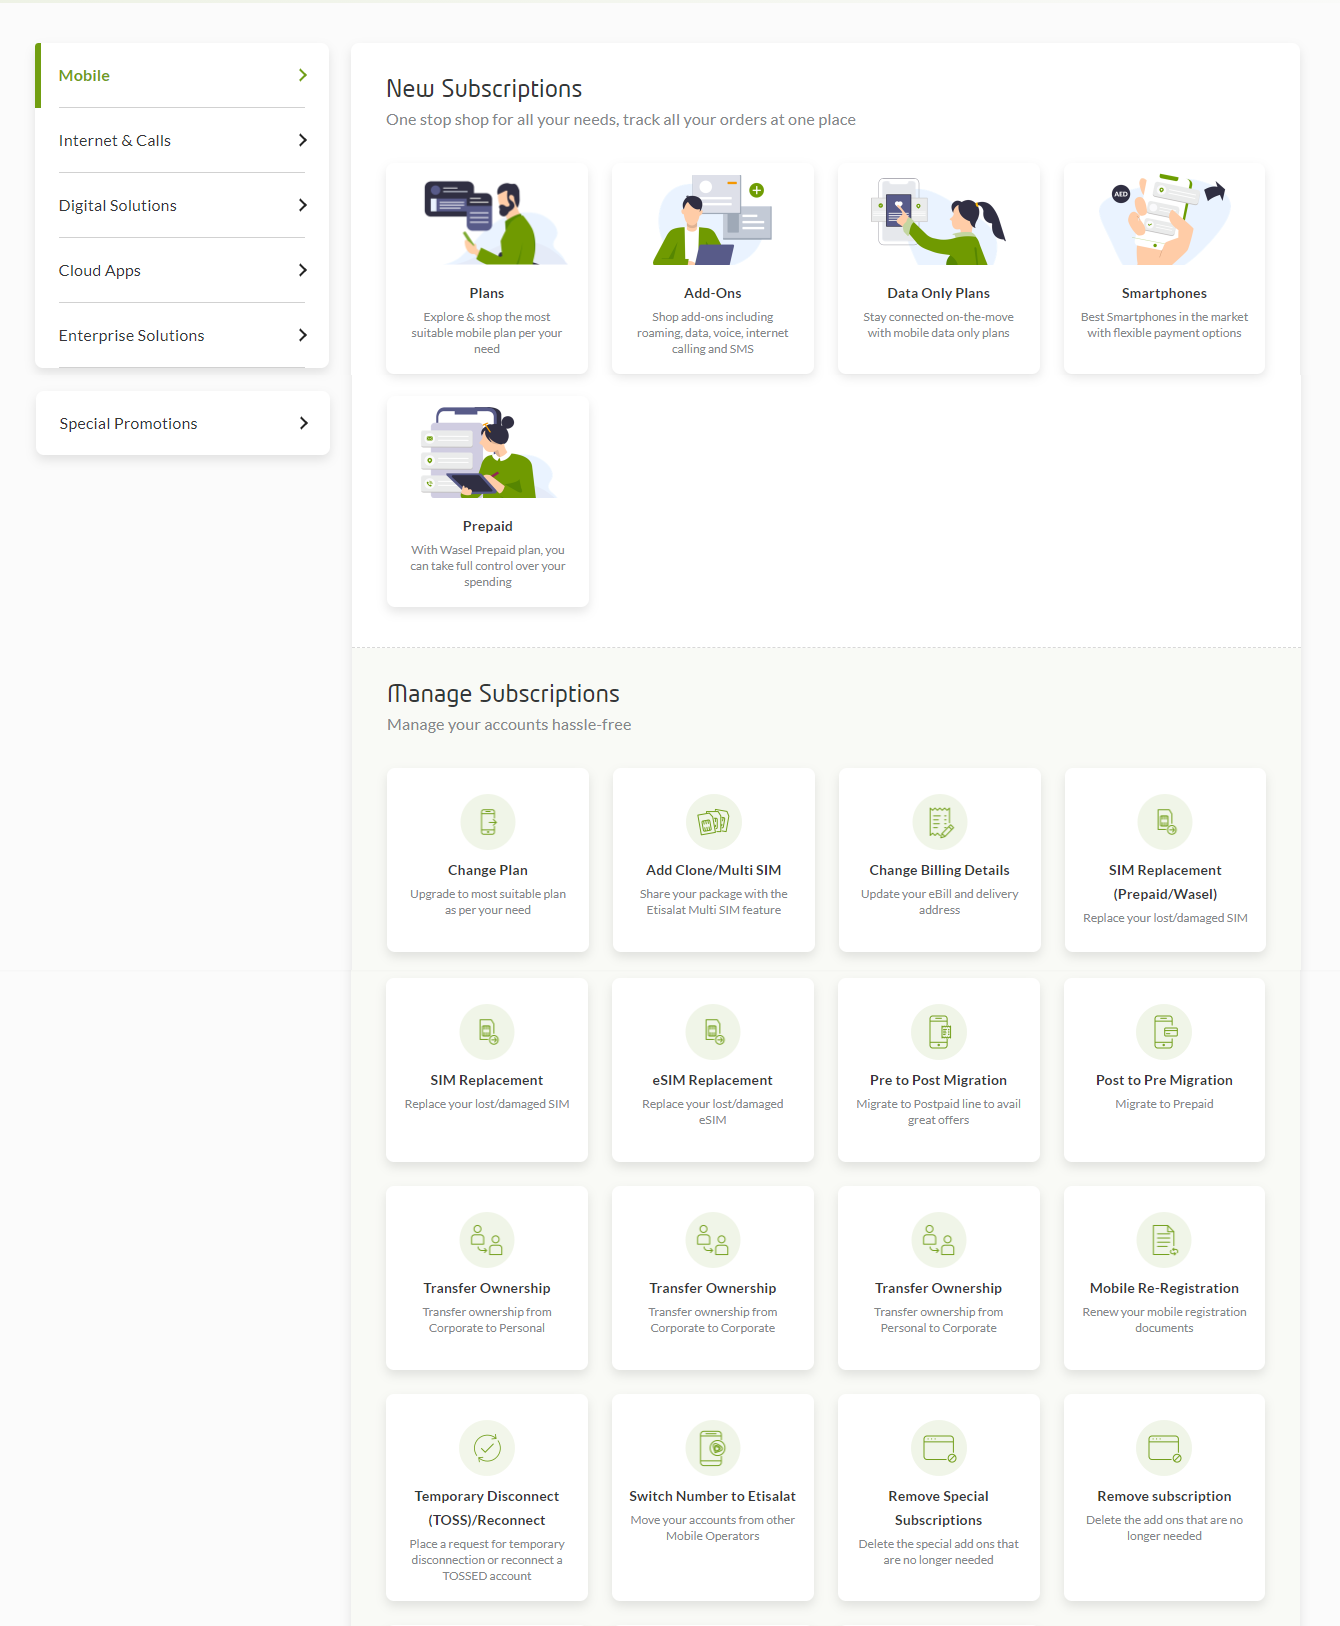 Mobile
Internet & Calls
Digital Solutions
Cloud Apps
Enterprise Solutions
Special Promotions
New Subscriptions
One stop shop for all your needs, track all your orders at one place
Plans
Explore & shop the most
suitable mobile plan per your
need
Add-Ons
Shop add-ons including
roaming, data, voice, internet
calling and SMS
Data Only Plans
Stay connected on-the-move
with mobile data only plans
AED
Smartphones
Best Smartphones in the market
with flexible payment options
Prepaid
With Wasel Prepaid plan, you
can take full control over your
spending
Manage Subscriptions
Manage your accounts hassle-free
Change Plan
Upgrade to most suitable plan
as per your need
Add Clone/Multi SIM
Share your package with the
Etisalat Multi SIM feature
Change Billing Details
Update your eBill and delivery
address
SIM Replacement
(Prepaid/Wasel)
Replace your lost/damaged SIM
SIM Replacement
Replace your lost/damaged SIM
eSIM Replacement
Replace your lost/damaged
eSIM
Pre to Post Migration
Migrate to Postpaid line to avail
great offers
Post to Pre Migration
Migrate to Prepaid
Transfer Ownership
Transfer ownership from
Corporate to Personal
Transfer Ownership
Transfer ownership from
Corporate to Corporate
Transfer Ownership
Transfer ownership from
Personal to Corporate
Mobile Re-Registration
Renew your mobile registration
documents
Temporary Disconnect
(TOSS)/Reconnect
Place a request for temporary
disconnection or reconnect a
TOSSED account
Switch Number to Etisalat
Move your accounts from other
Mobile Operators
Remove Special
Subscriptions
Delete the special add ons that
are no longer needed
Remove subscription
Delete the add ons that are no
longer needed